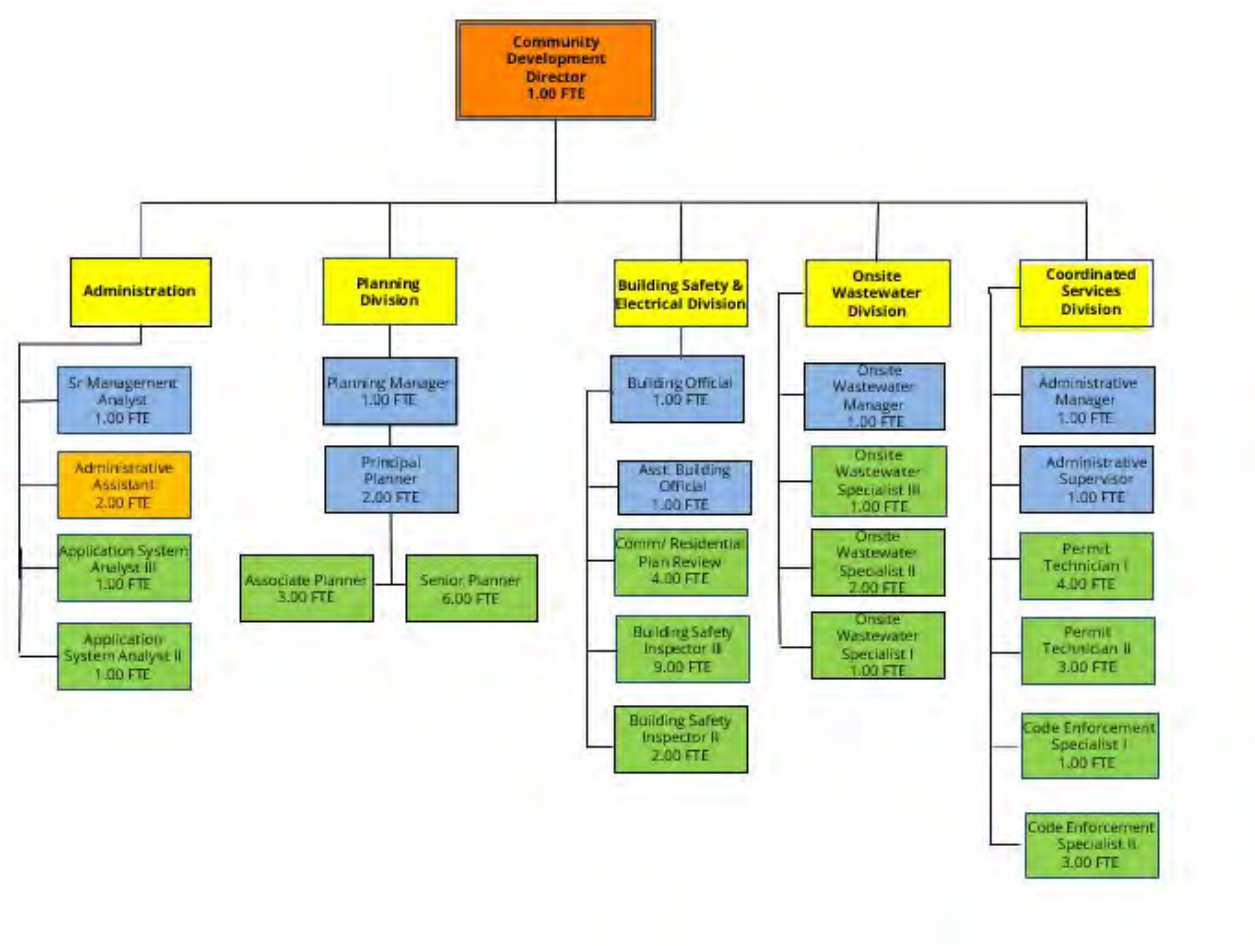 Community
Development
Director
1.00 FTE
Administration
Sr Management
Analyst
1.00 FTE
Administrative
Assistant
2.00 FTE
Application System
Analyst III
1.00 FTE
Application
System Analyst II
1.00 FTE
Planning
Division
Planning Manager
1.00 FTE
Principal
Planner
2.00 FTE
Associate Planner
3.00 FTE
Senior Planner
6.00 FTE
Building Safety &
Electrical Division
Building Official
1.00 FTE
Asst. Building
Official
1.00 FTE
Comm/ Residential
Plan Review
4.00 FTE
Building Safety
Inspector III
9.00 FTE
Building Safety
Inspector II
2.00 FTE
Onsite
Wastewater
Division
Onsite
Wastewater
Manager
1.00 FTE
Onsite
Wastewater
Specialist III
1.00 FTE
Onsite
Wastewater
Specialist II
2.00 FTE
Onsite
Wastewater
Specialist I
1.00 FTE
Coordinated
Services
Division
Administrative
Manager
1.00 FTE
Administrative
Supervisor
1.00 FTE
Permit
Technician I
4.00 FTE
Permit
Technician II
3.00 FTE
Code Enforcement
Specialist I
1.00 FTE
Code Enforcement
Specialist II
3.00 FTE